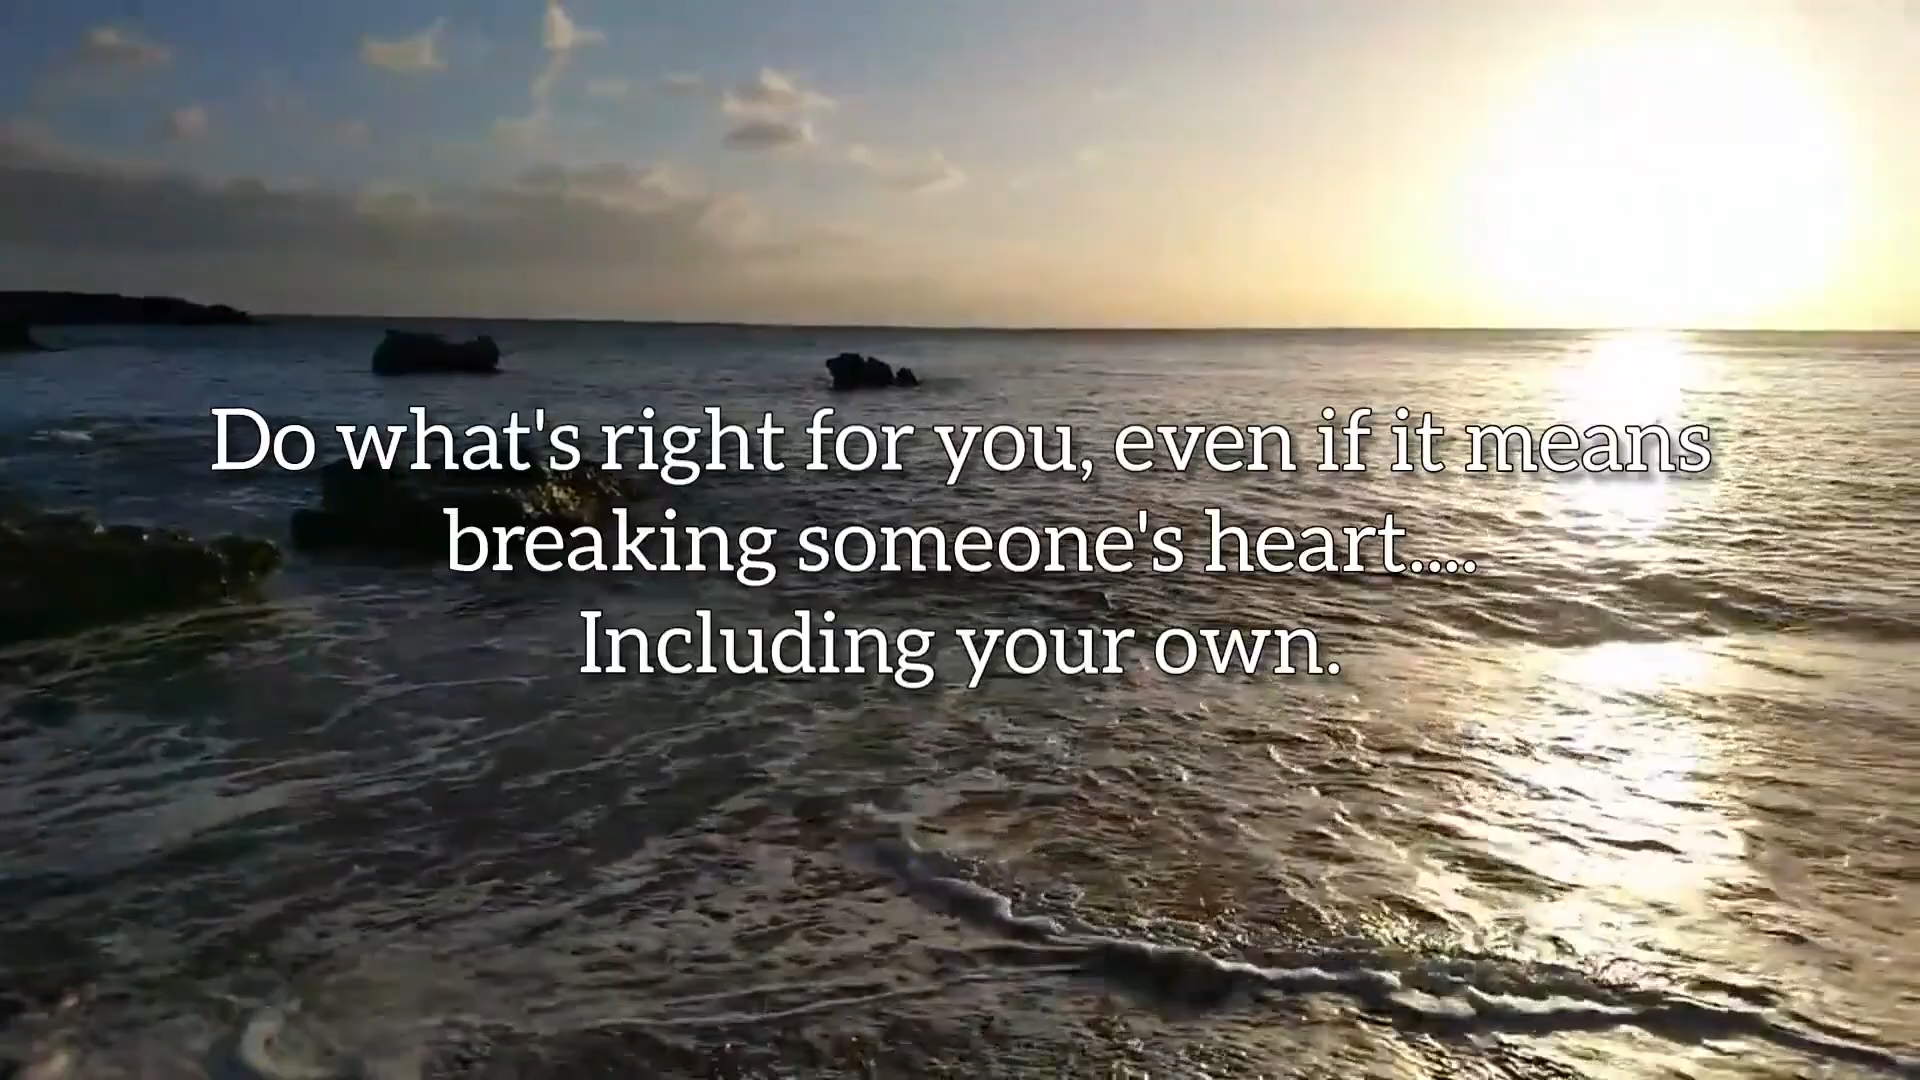 Do what's right for you, even if it means
breaking someone's heart....
Including your own.